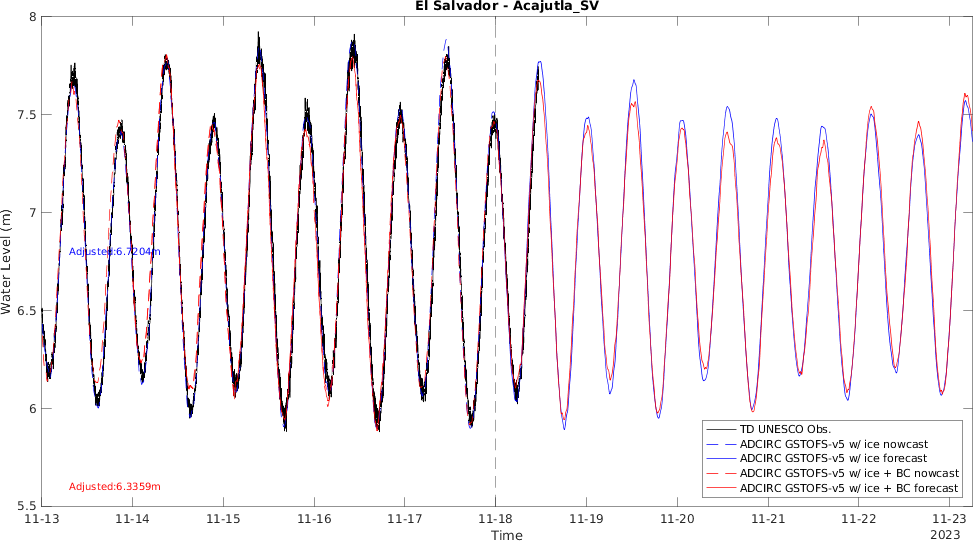 El Salvador - Acajutla_SV
8
7.5
7
6.5
6
5.5
Water Level (m)
Adjusted:6.7204m
Adjusted:6.3359m
TD UNESCO Obs.
ADCIRC GSTOFS-v5 w/ ice nowcast
ADCIRC GSTOFS-v5 w/ ice forecast
ADCIRC GSTOFS-v5 w/ ice + BC nowcast
ADCIRC GSTOFS-v5 w/ ice + BC forecast
11-13 11-14 11-15 11-16 11-17 11-18 11-19 11-20 11-21 11-22 11-23
Time
2023